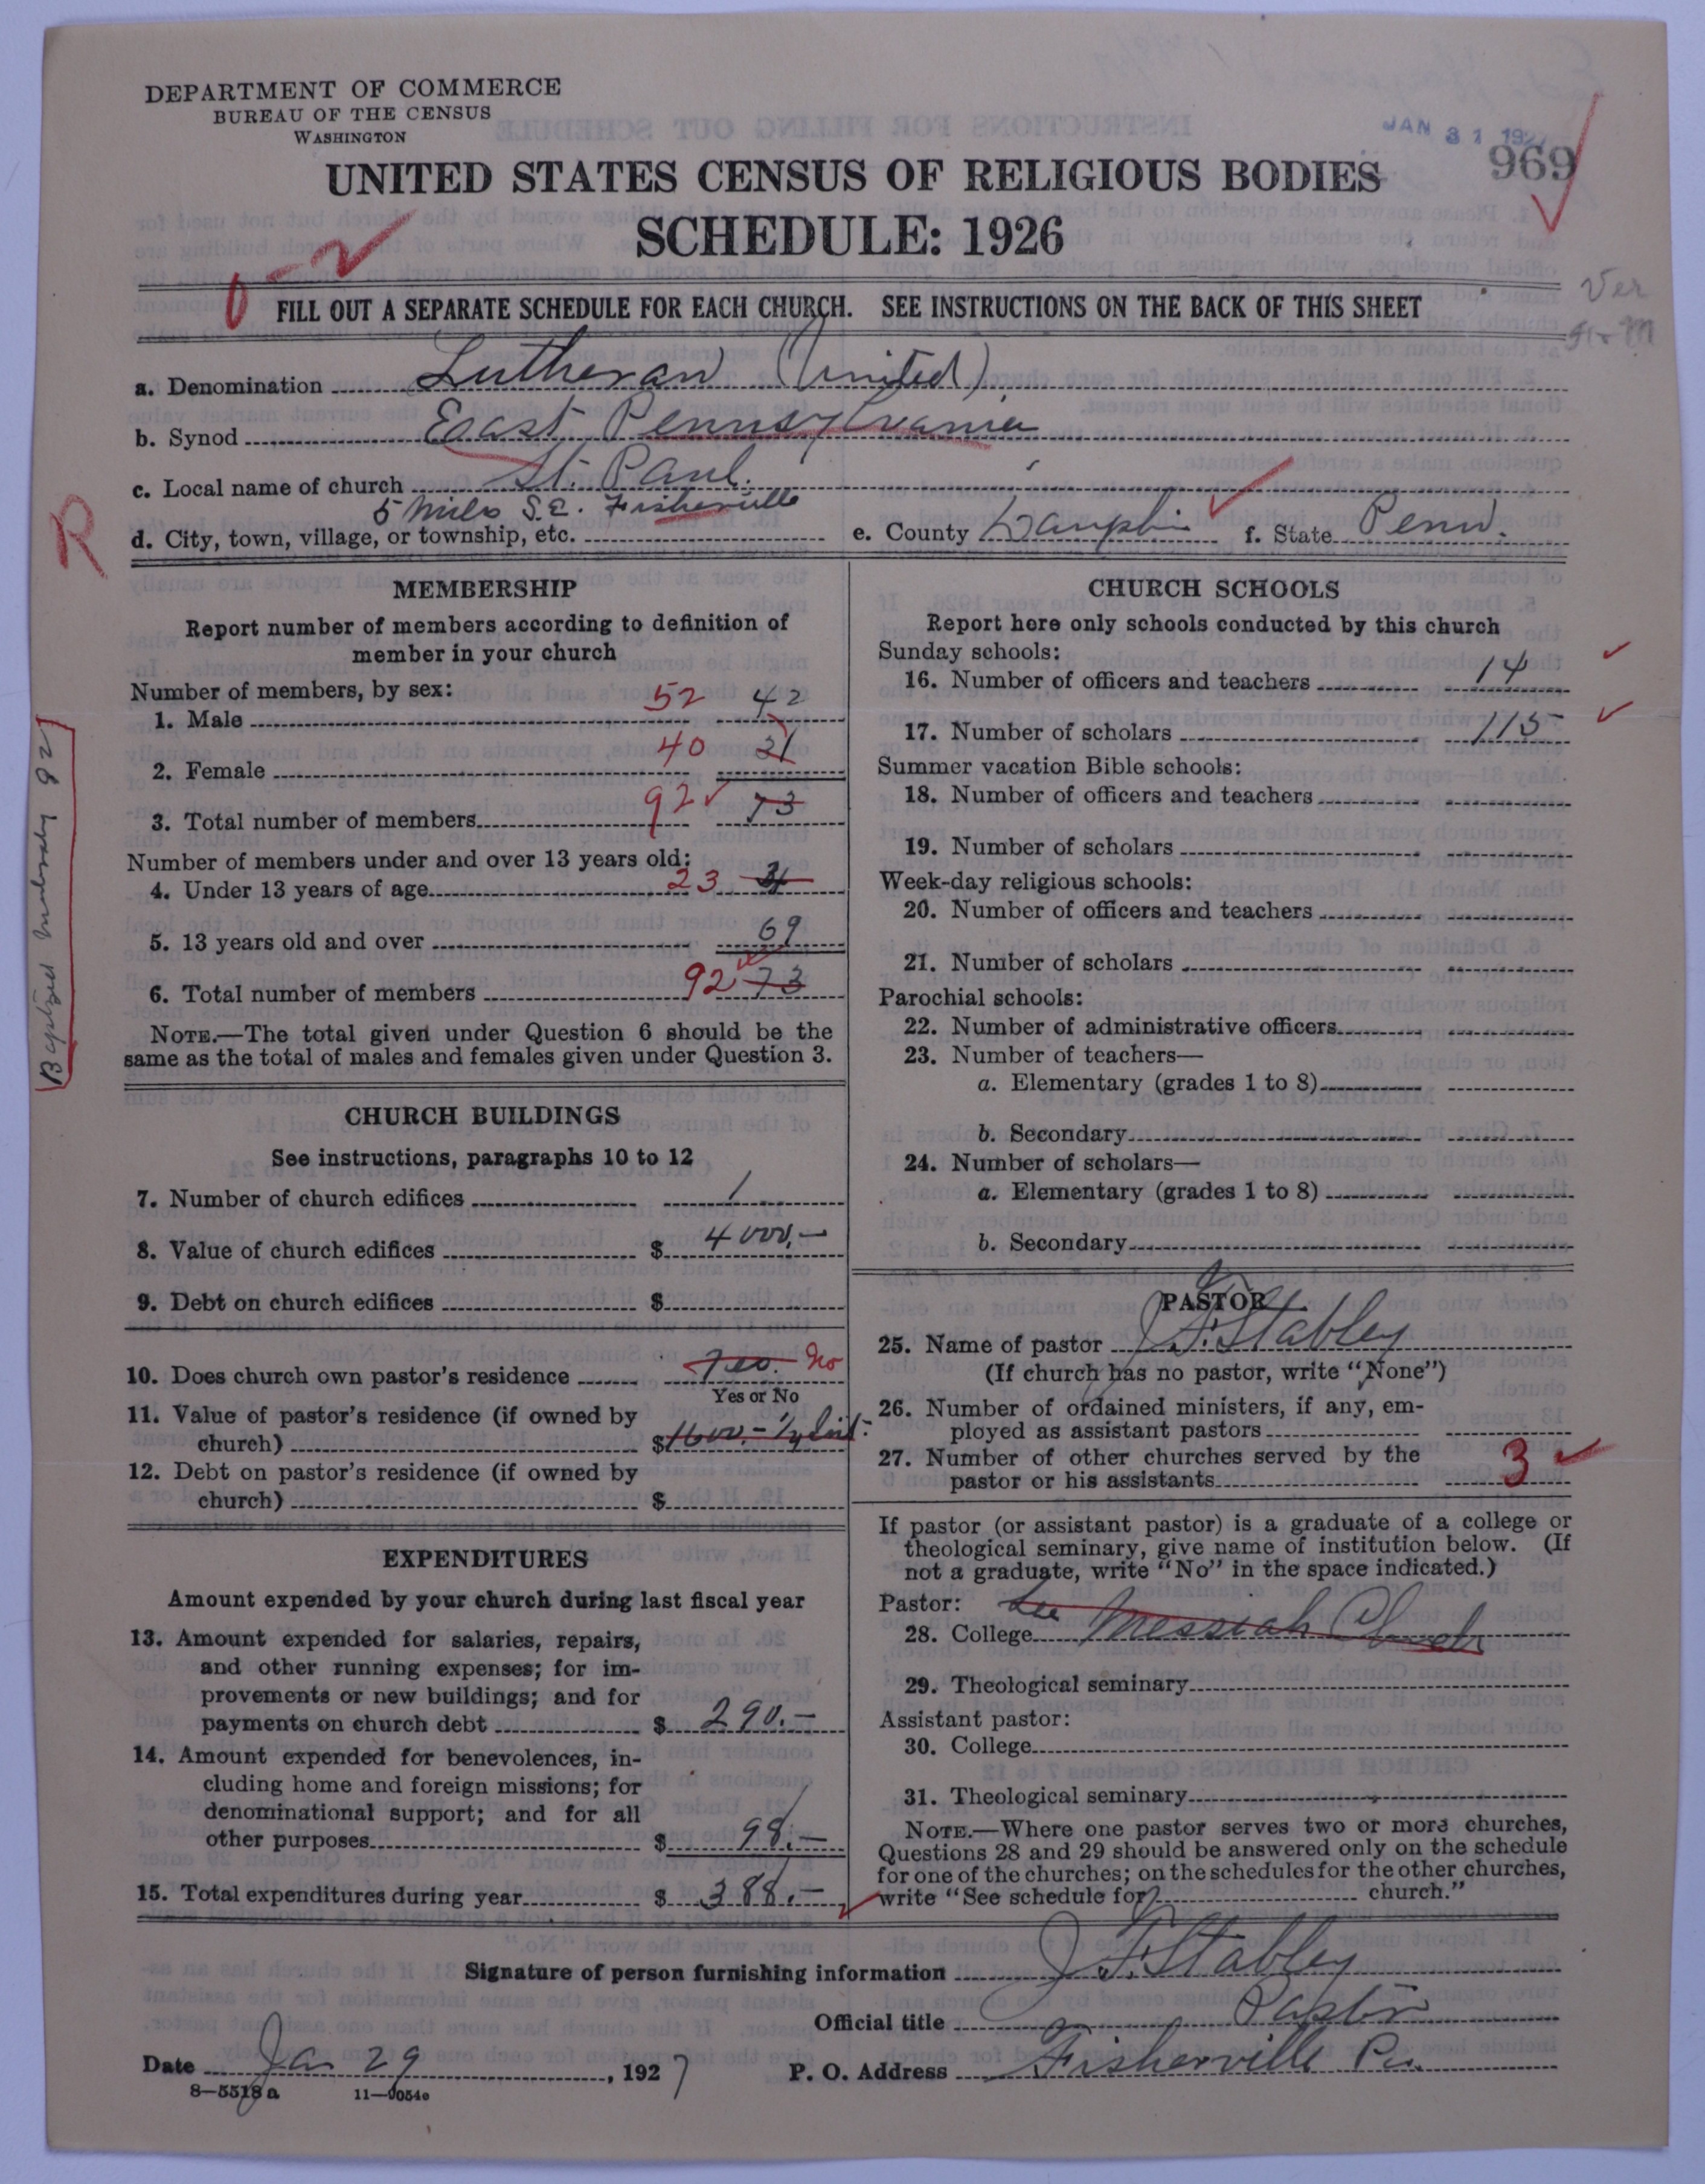 DEPARTMENT OF COMMERCE
BUREAU OF THE CENSUS
WASHINGTON
JAN 31 192
969
UNITED STATES CENSUS OF RELIGIOUS BODIES
SCHEDULE: 1926
FILL OUT A SEPARATE SCHEDULE FOR EACH CHURCH. SEE INSTRUCTIONS ON THE BACK OF THIS SHEET
Ver
a. Denomination Lutheran (United)
b. Synod East Pennsylvania
c. Local name of church St. Paul.
5 miles S.E. Fisherville
d. City, town, village, or township, etc. e. County Dauphin f. State Penn.
R
Baptized Membership 92
MEMBERSHIP
Report number of members according to definition of
member in your church
Number of members, by sex:
1. Male 52 42
2. Female 40 31
3. Total number of members 92 73
Number of members under and over 13 years old:
4. Under 13 years of age 23
5. 13 years old and over 69
6. Total number of members 92 73
NOTE.—The total given under Question 6 should be the
same as the total of males and females given under Question 3.
CHURCH BUILDINGS
See instructions, paragraphs 10 to 12
7. Number of church edifices 1
8. Value of church edifices $ 4000.—
9. Debt on church edifices $
10. Does church own pastor's residence Yes. No
Yes or No
11. Value of pastor's residence (if owned by
church) $1600.—
12. Debt on pastor's residence (if owned by
church) $
EXPENDITURES
Amount expended by your church during last fiscal year
13. Amount expended for salaries, repairs,
and other running expenses; for im-
provements or new buildings; and for
payments on church debt $ 290.—
14. Amount expended for benevolences, in-
cluding home and foreign missions; for
denominational support; and for all
other purposes $ 98.—
15. Total expenditures during year $ 388.—
CHURCH SCHOOLS
Report here only schools conducted by this church
Sunday schools:
16. Number of officers and teachers 14
17. Number of scholars 115
Summer vacation Bible schools:
18. Number of officers and teachers
19. Number of scholars
Week-day religious schools:
20. Number of officers and teachers
21. Number of scholars
Parochial schools:
22. Number of administrative officers
23. Number of teachers—
a. Elementary (grades 1 to 8)
b. Secondary
24. Number of scholars—
a. Elementary (grades 1 to 8)
b. Secondary
PASTOR
25. Name of pastor J. F. Stabley
(If church has no pastor, write "None")
26. Number of ordained ministers, if any, em-
ployed as assistant pastors
27. Number of other churches served by the
pastor or his assistants 3
If pastor (or assistant pastor) is a graduate of a college or
theological seminary, give name of institution below. (If
not a graduate, write "No" in the space indicated.)
Pastor: See
28. College Messiah Church
29. Theological seminary
Assistant pastor:
30. College
31. Theological seminary
NOTE.—Where one pastor serves two or more churches,
Questions 28 and 29 should be answered only on the schedule
for one of the churches; on the schedules for the other churches,
write "See schedule for church."
Signature of person furnishing information J. F. Stabley
Official title Pastor
Date Jan 29, 1927 P. O. Address Fisherville Pa.
8—5518a 11—9054a